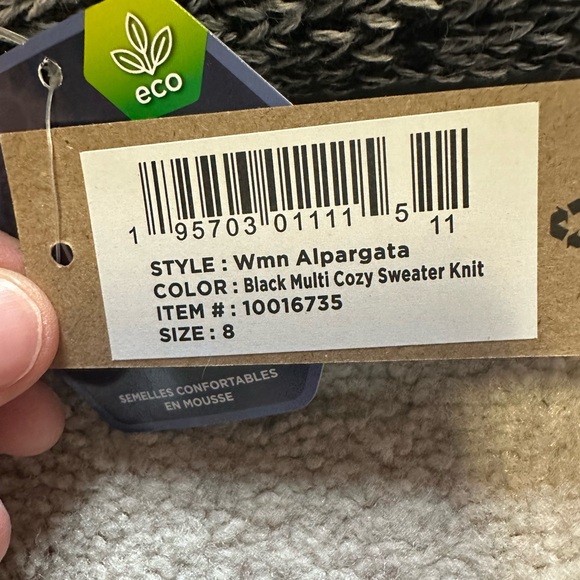 eco
1 95703 01111 5 11
STYLE : Wmn Alpargata
COLOR : Black Multi Cozy Sweater Knit
ITEM # : 10016735
SIZE : 8
SEMELLES CONFORTABLES
EN MOUSSE